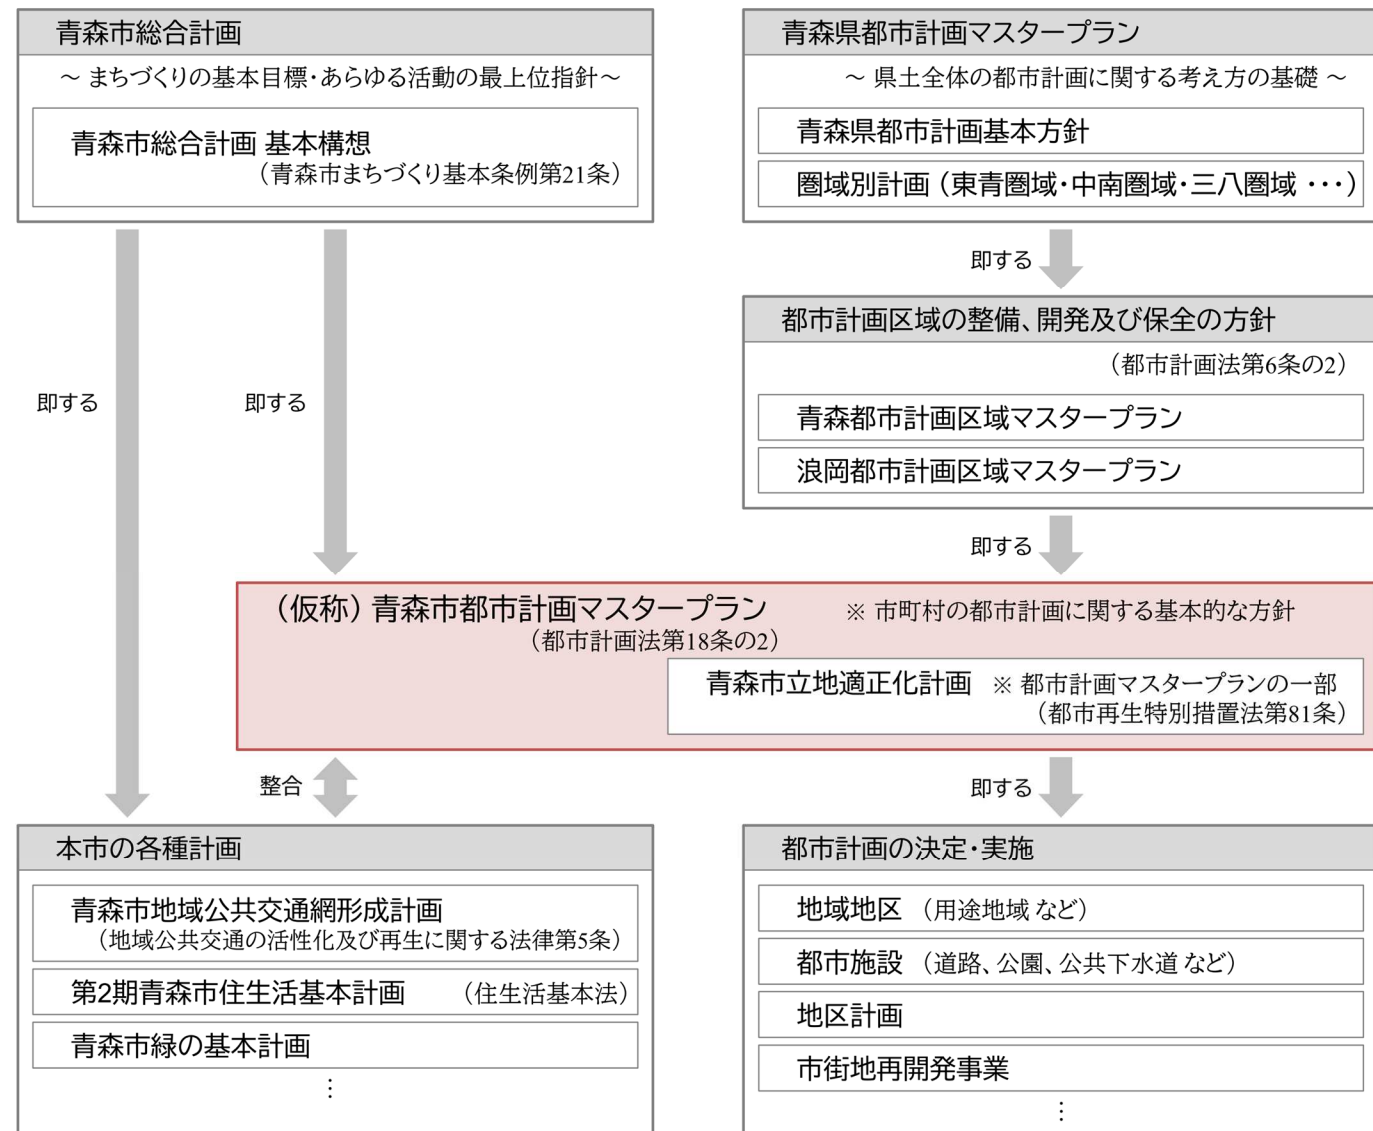 青森市総合計画
～ まちづくりの基本目標・あらゆる活動の最上位指針～
青森市総合計画 基本構想
（青森市まちづくり基本条例第21条）
青森県都市計画マスタープラン
～ 県土全体の都市計画に関する考え方の基礎 ～
青森県都市計画基本方針
圏域別計画（東青圏域・中南圏域・三八圏域 ・・・）
即する
都市計画区域の整備、開発及び保全の方針
（都市計画法第6条の2）
青森都市計画区域マスタープラン
浪岡都市計画区域マスタープラン
即する
即する
即する
（仮称）青森市都市計画マスタープラン ※ 市町村の都市計画に関する基本的な方針
（都市計画法第18条の2）
青森市立地適正化計画 ※ 都市計画マスタープランの一部
（都市再生特別措置法第81条）
整合
即する
本市の各種計画
青森市地域公共交通網形成計画
（地域公共交通の活性化及び再生に関する法律第5条）
第2期青森市住生活基本計画 （住生活基本法）
青森市緑の基本計画
⋮
都市計画の決定・実施
地域地区 （用途地域 など）
都市施設 （道路、公園、公共下水道 など）
地区計画
市街地再開発事業
⋮